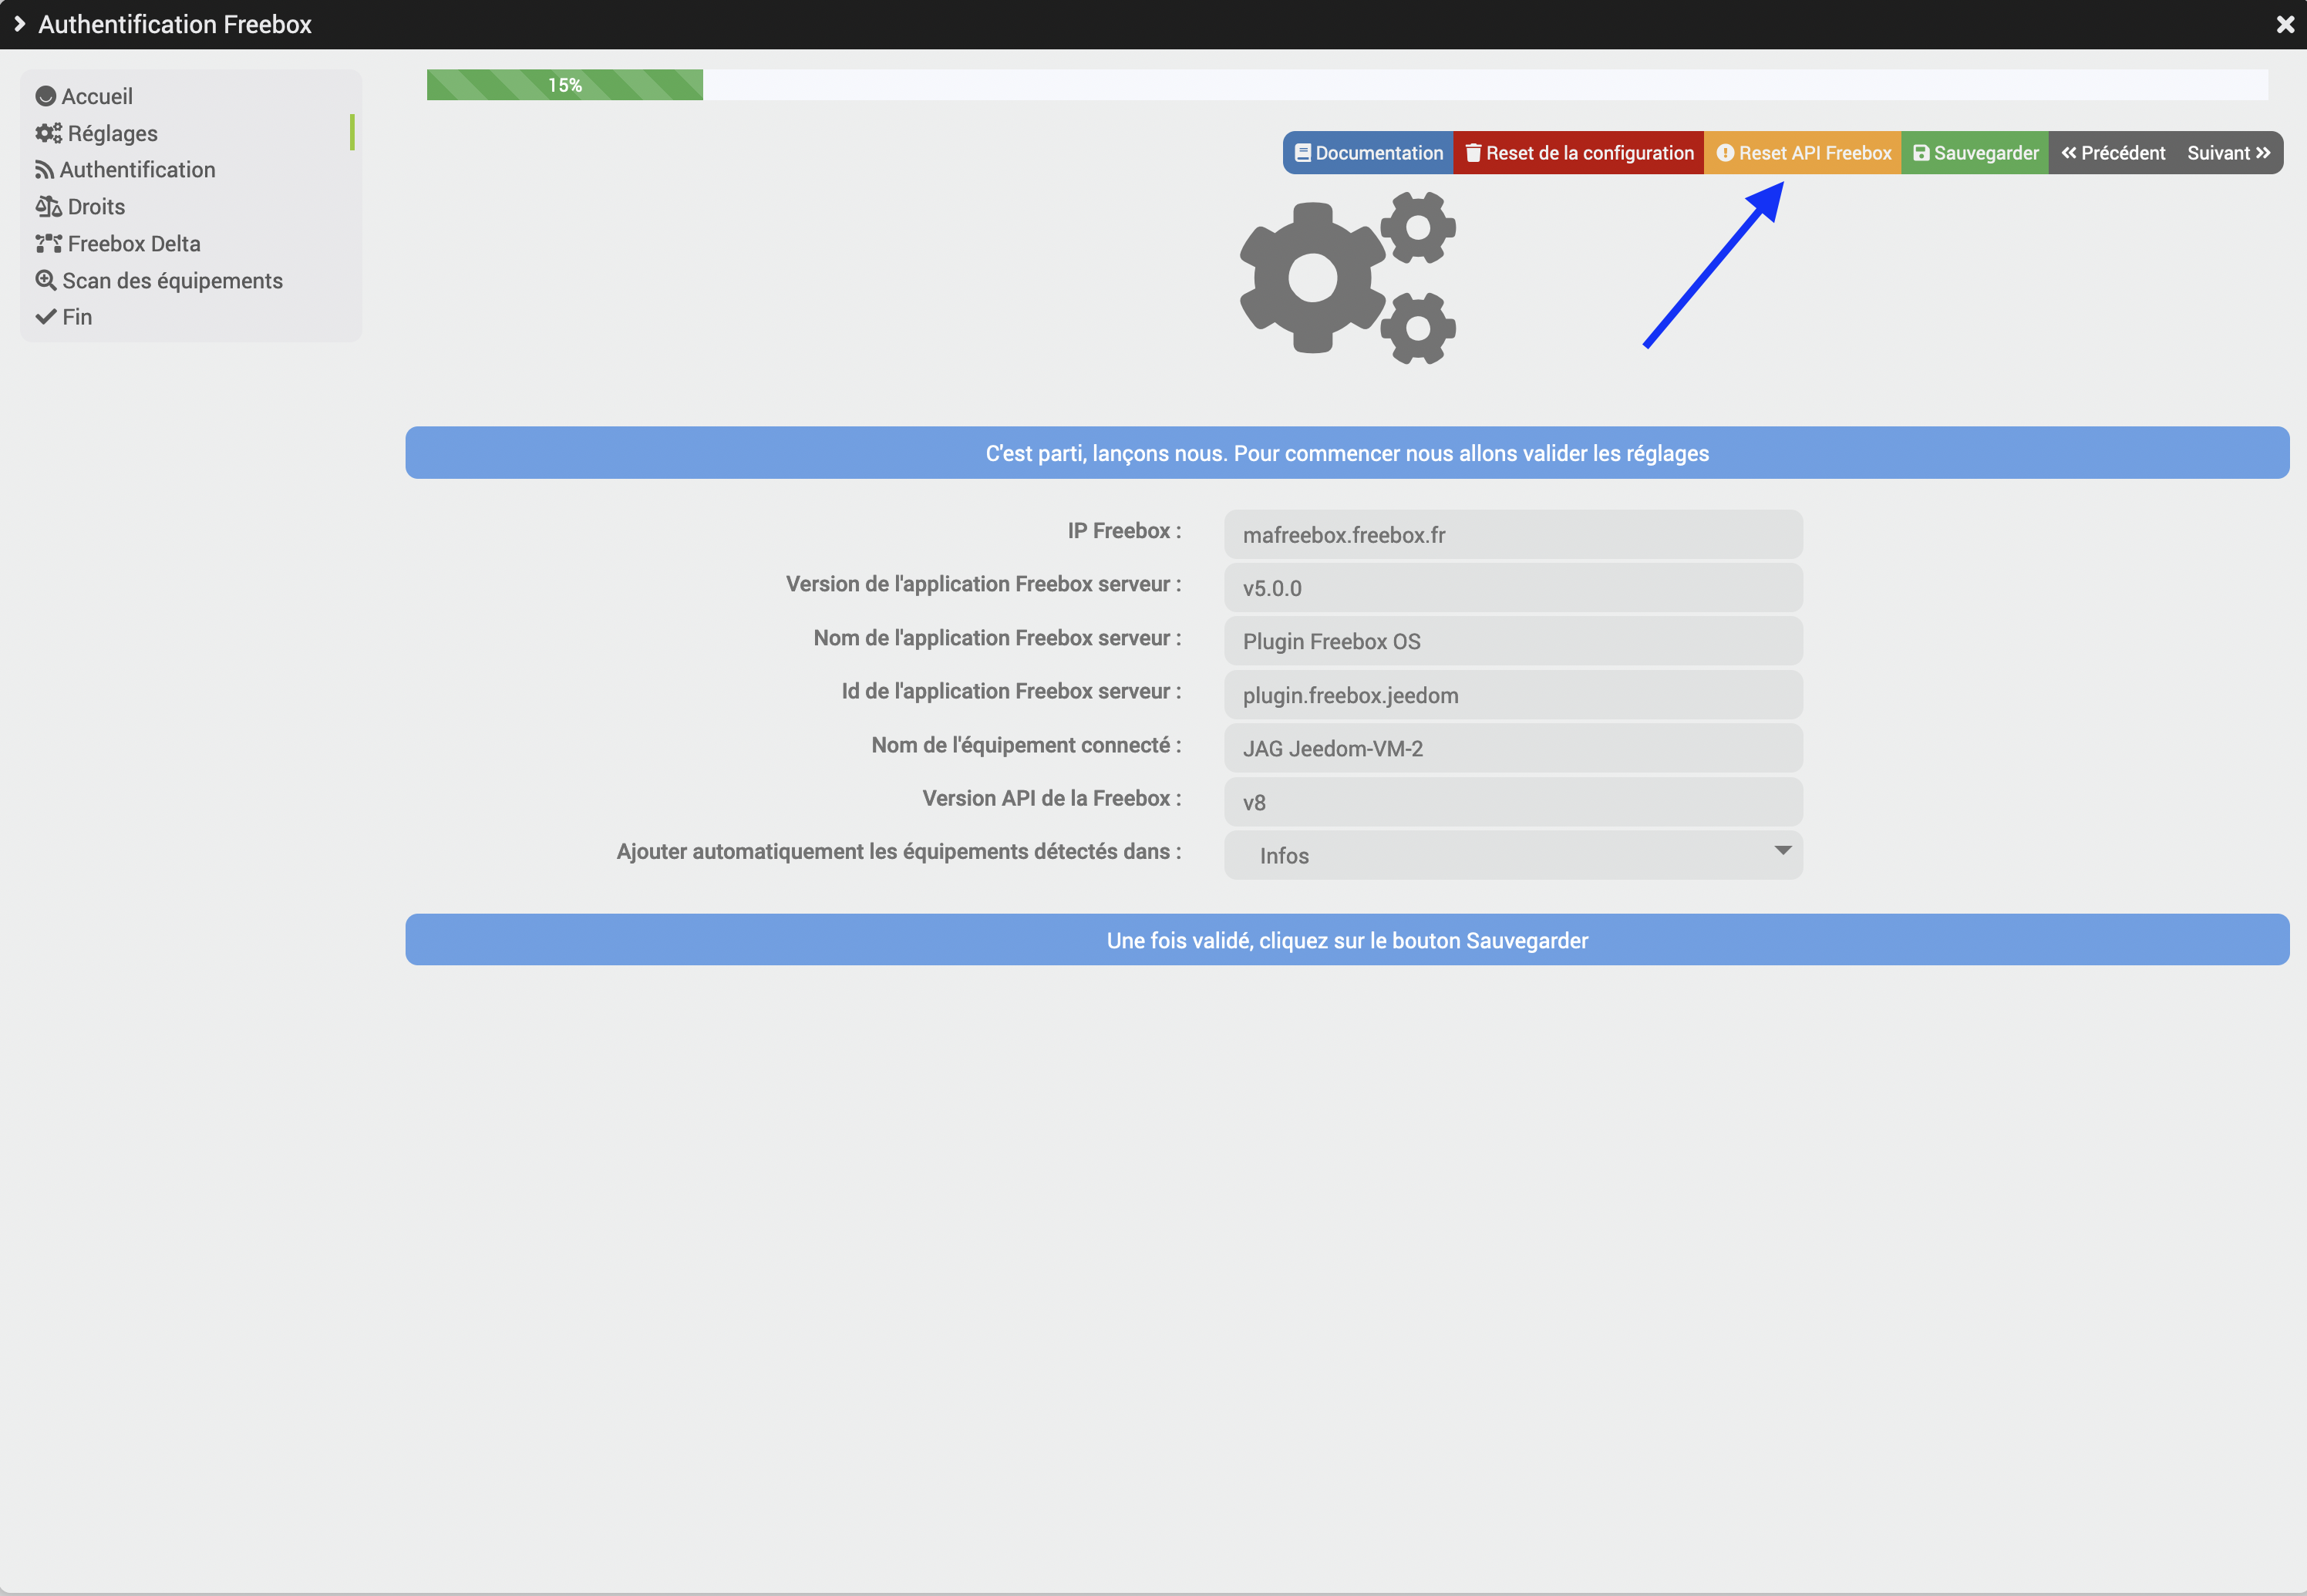 Authentification Freebox
Accueil
Réglages
Authentification
Droits
Freebox Delta
Scan des équipements
Fin
15%
Documentation Reset de la configuration Reset API Freebox Sauvegarder Précédent Suivant
C'est parti, lançons nous. Pour commencer nous allons valider les réglages
IP Freebox : mafreebox.freebox.fr
Version de l'application Freebox serveur : v5.0.0
Nom de l'application Freebox serveur : Plugin Freebox OS
Id de l'application Freebox serveur : plugin.freebox.jeedom
Nom de l'équipement connecté : JAG Jeedom-VM-2
Version API de la Freebox : v8
Ajouter automatiquement les équipements détectés dans : Infos
Une fois validé, cliquez sur le bouton Sauvegarder